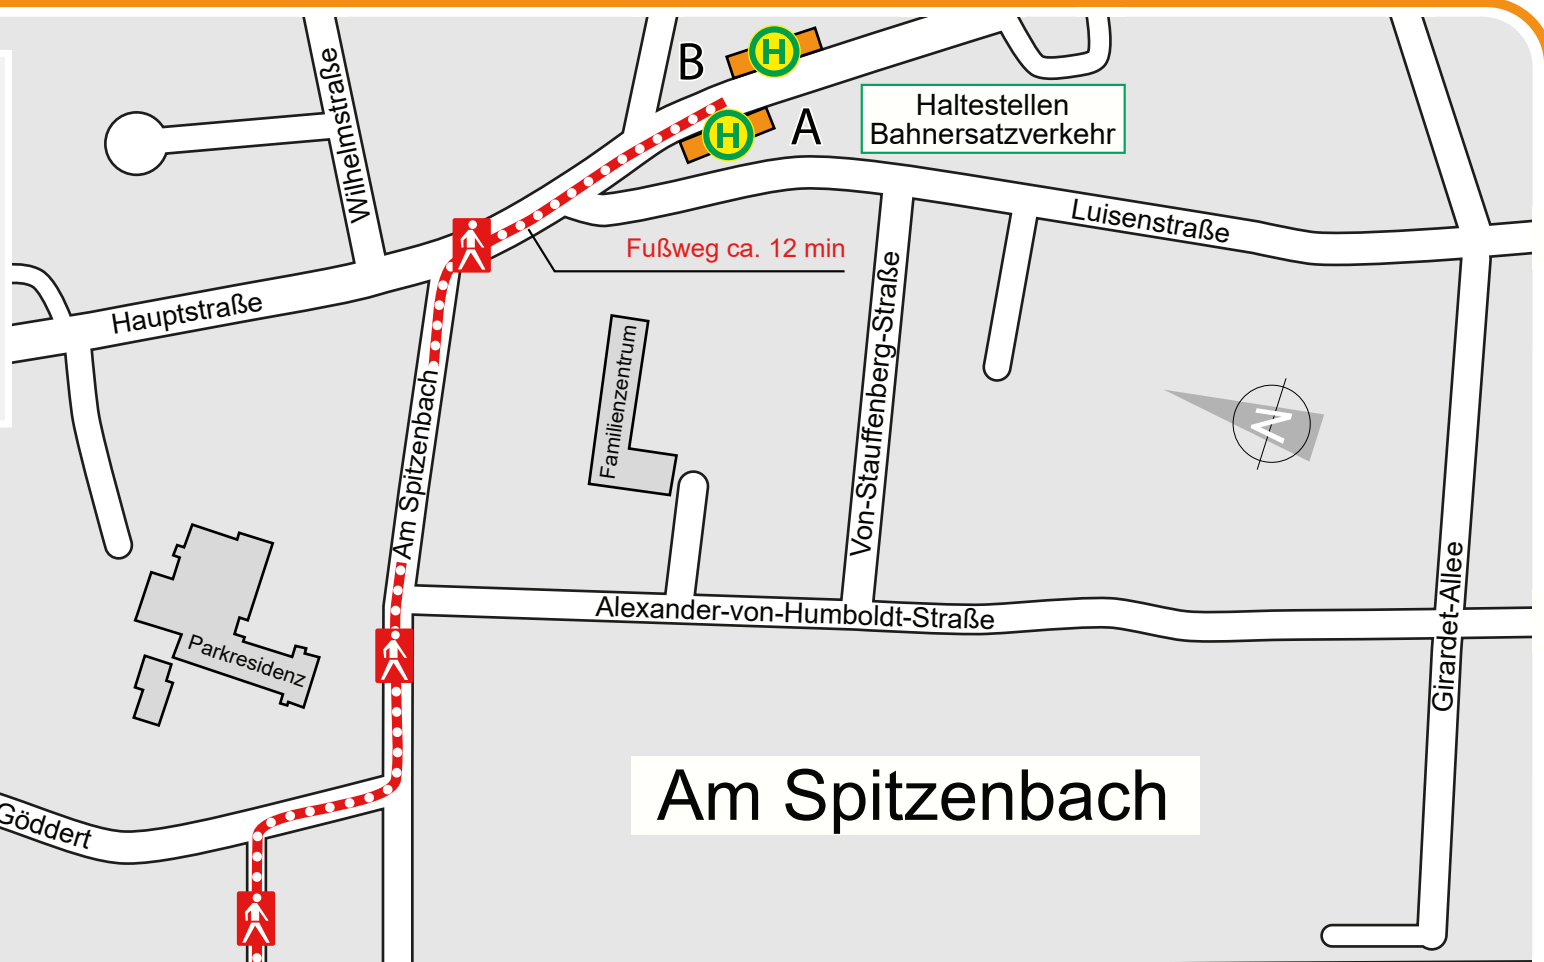 B
H
H
A
Haltestellen
Bahnersatzverkehr
Wilhelmstraße
Luisenstraße
Fußweg ca. 12 min
Hauptstraße
Familienzentrum
Von-Stauffenberg-Straße
Am Spitzenbach
N
Alexander-von-Humboldt-Straße
Girardet-Allee
Parkresidenz
Am Spitzenbach
Göddert